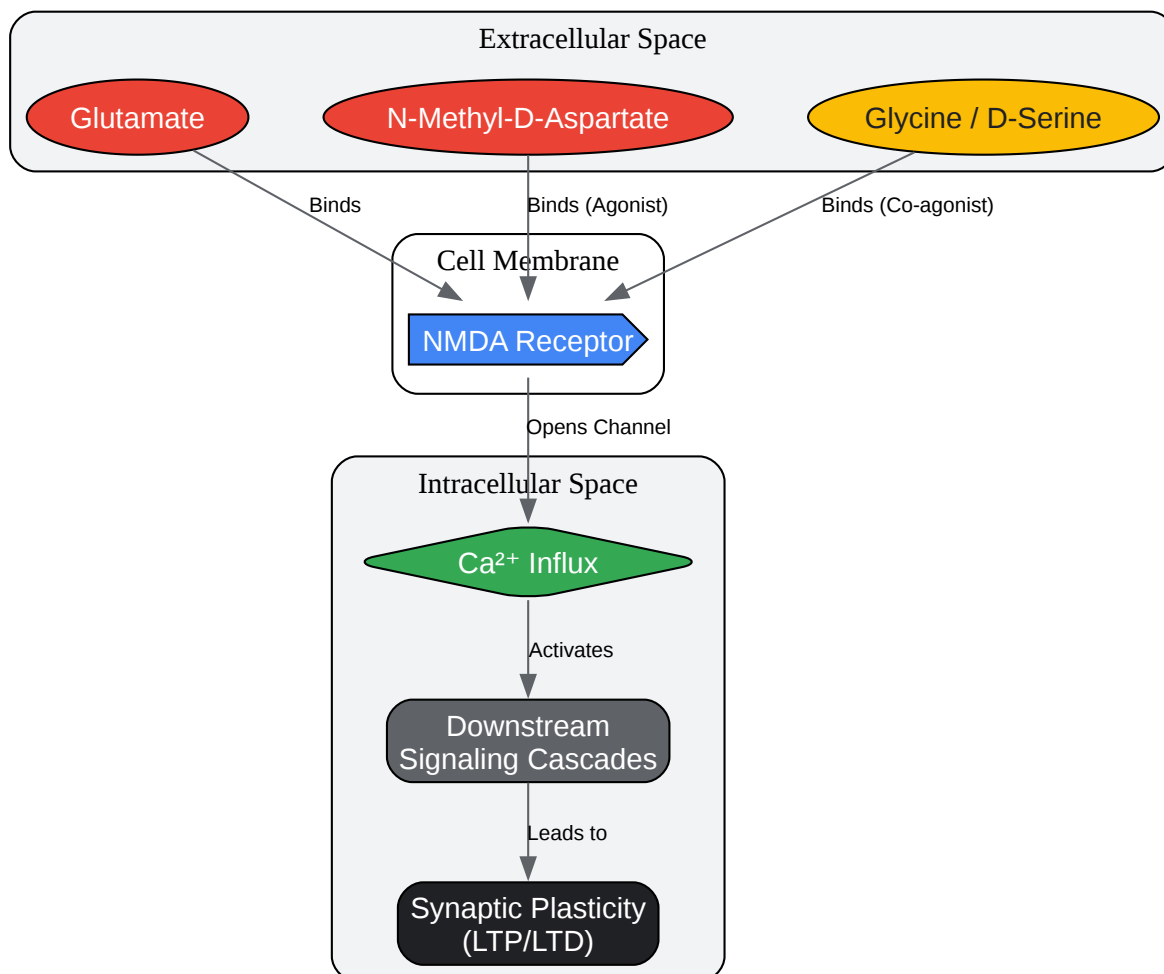 Extracellular Space
Glutamate
N-Methyl-D-Aspartate
Glycine / D-Serine
Binds
Binds (Agonist)
Binds (Co-agonist)
Cell Membrane
NMDA Receptor
Opens Channel
Intracellular Space
Ca²⁺ Influx
Activates
Downstream
Signaling Cascades
Leads to
Synaptic Plasticity
(LTP/LTD)